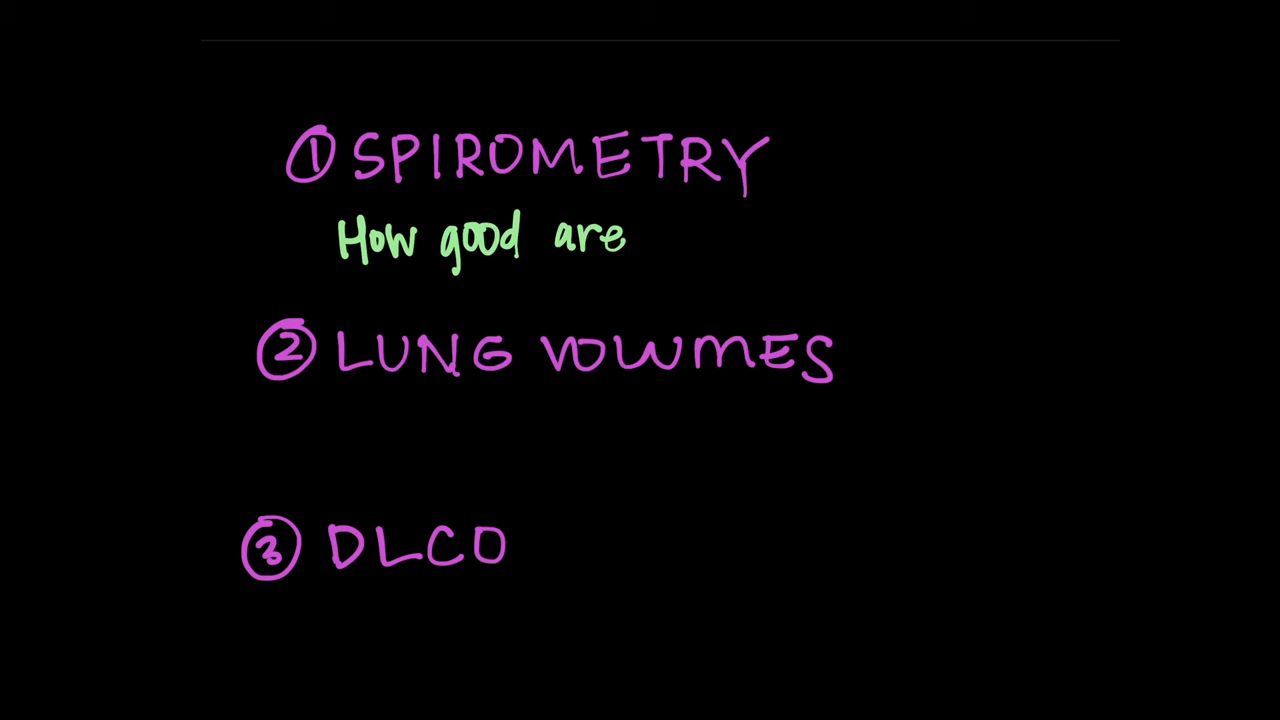 ① SPIROMETRY
How good are
② LUNG VOLUMES
③ DLCO